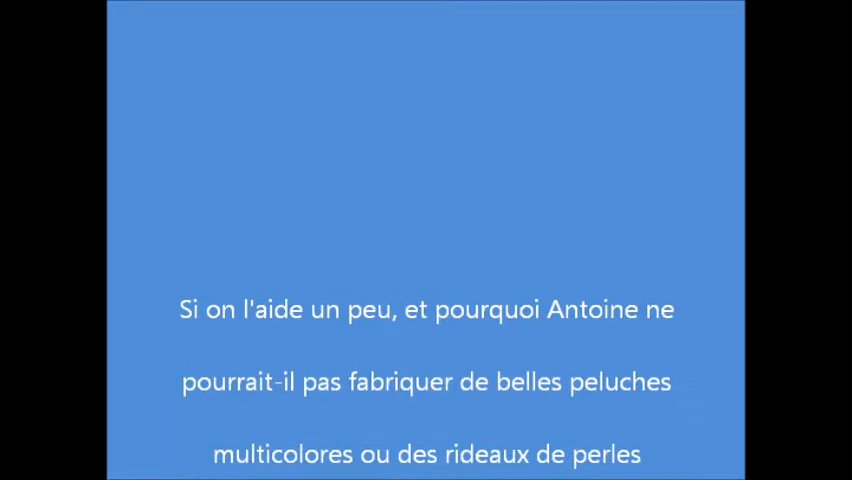 Si on l'aide un peu, et pourquoi Antoine ne
pourrait-il pas fabriquer de belles peluches
multicolores ou des rideaux de perles